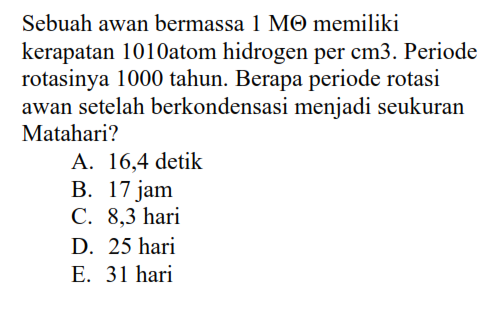 Sebuah awan bermassa 1 MΘ memiliki
kerapatan 1010atom hidrogen per cm3. Periode
rotasinya 1000 tahun. Berapa periode rotasi
awan setelah berkondensasi menjadi seukuran
Matahari?
A. 16,4 detik
B. 17 jam
C. 8,3 hari
D. 25 hari
E. 31 hari